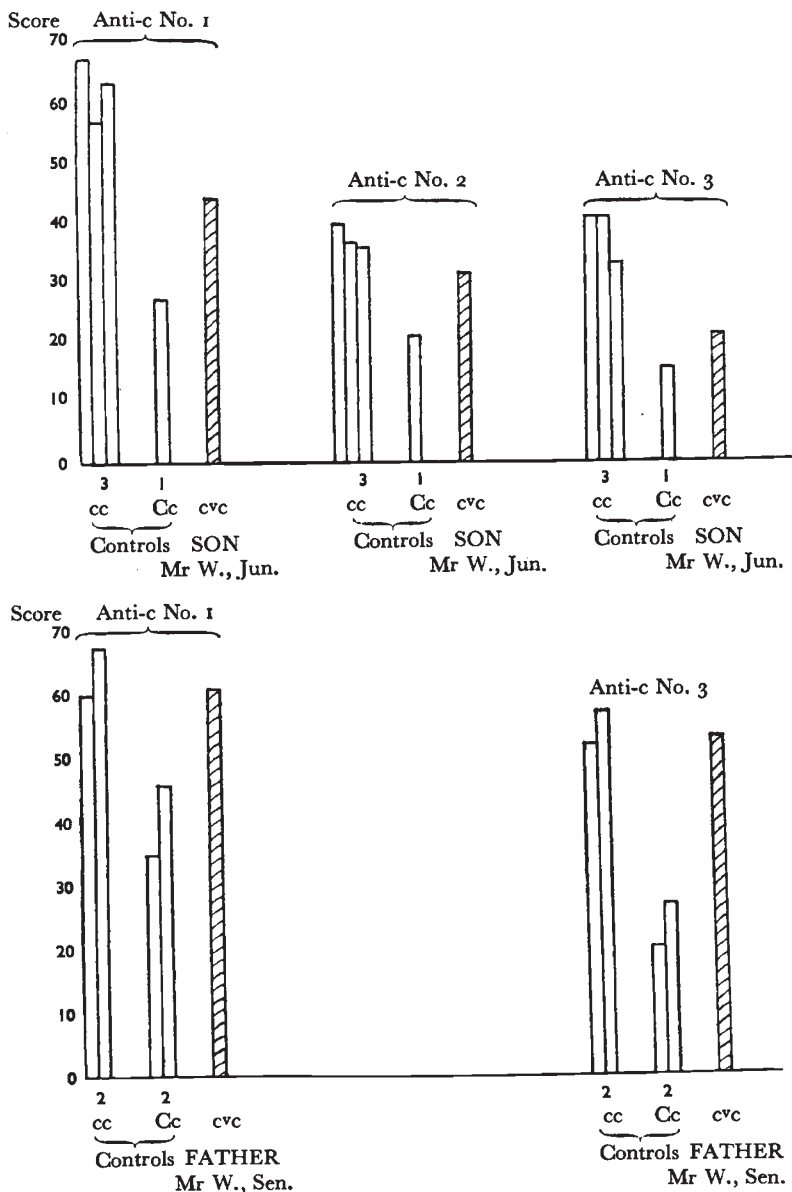 Score Anti-c No. 1
70
60
50
40
30
20
10
0
Anti-c No. 2
Anti-c No. 3
3 1
cc Cc cvc
Controls SON
Mr W., Jun.
3 1
cc Cc cvc
Controls SON
Mr W., Jun.
3 1
cc Cc cvc
Controls SON
Mr W., Jun.
Score Anti-c No. 1
70
60
50
40
30
20
10
0
Anti-c No. 3
2 2
cc Cc cvc
Controls FATHER
Mr W., Sen.
2 2
cc Cc cvc
Controls FATHER
Mr W., Sen.